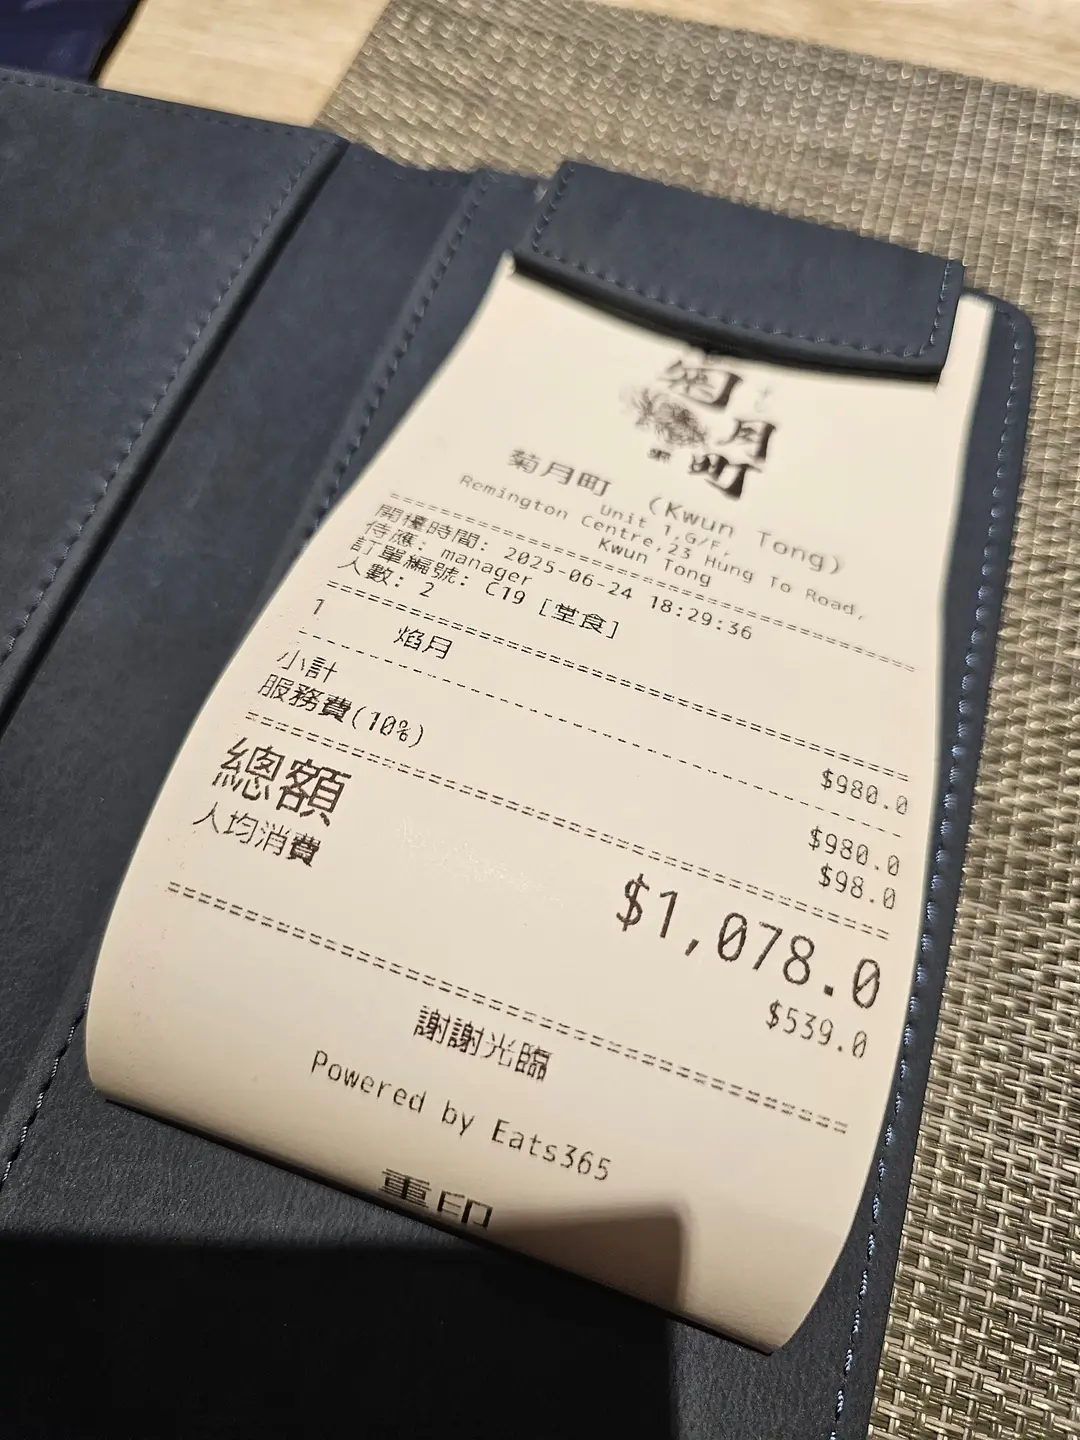 菊月町
菊月町 (Kwun Tong)
Unit 1,G/F,
Remington Centre,23 Hung To Road,
Kwun Tong
開檯時間: 2025-06-24 18:29:36
侍應: manager
訂單編號: C19 [堂食]
人數: 2
1 焰月 $980.0
小計 $980.0
服務費(10%) $98.0
總額 $1,078.0
人均消費 $539.0
謝謝光臨
Powered by Eats365
重印